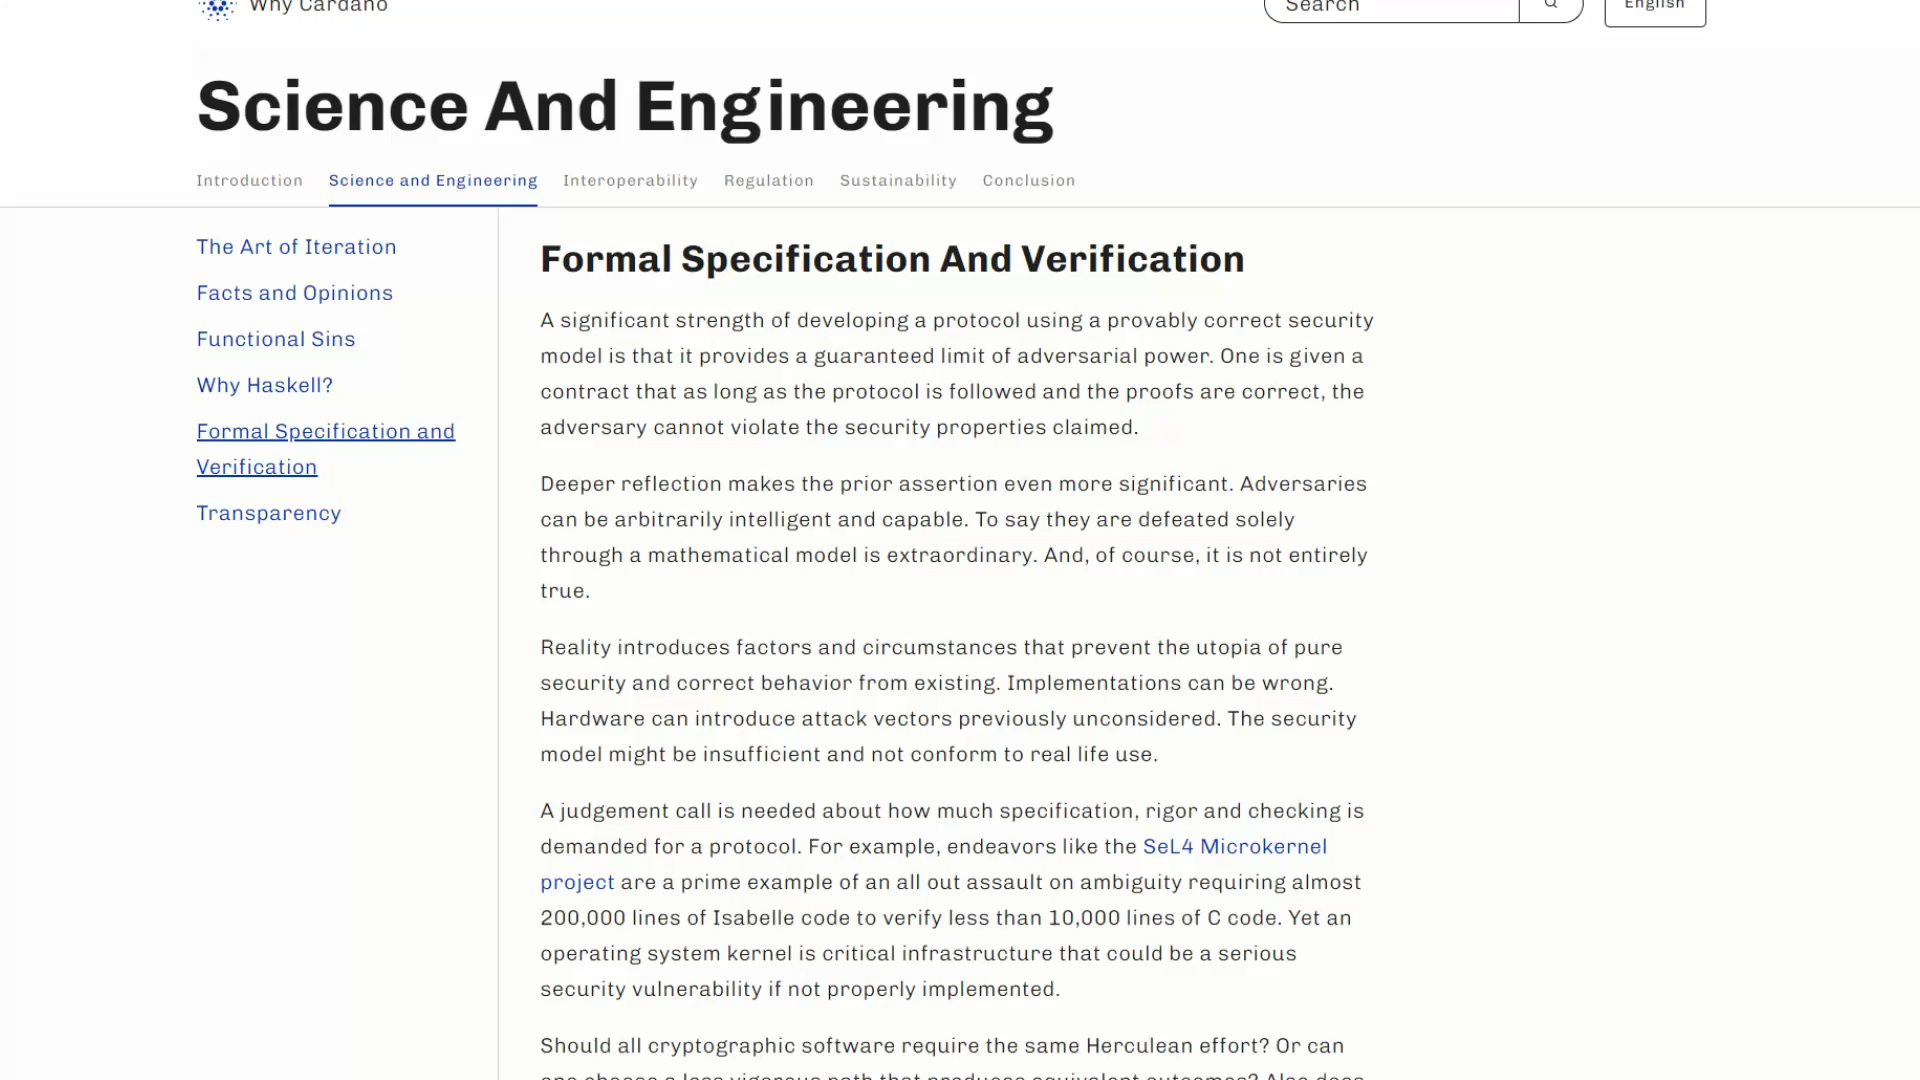 Why Cardano
Search
English
Science And Engineering
Introduction
Science and Engineering
Interoperability
Regulation
Sustainability
Conclusion
The Art of Iteration
Facts and Opinions
Functional Sins
Why Haskell?
Formal Specification and
Verification
Transparency
Formal Specification And Verification
A significant strength of developing a protocol using a provably correct security
model is that it provides a guaranteed limit of adversarial power. One is given a
contract that as long as the protocol is followed and the proofs are correct, the
adversary cannot violate the security properties claimed.
Deeper reflection makes the prior assertion even more significant. Adversaries
can be arbitrarily intelligent and capable. To say they are defeated solely
through a mathematical model is extraordinary. And, of course, it is not entirely
true.
Reality introduces factors and circumstances that prevent the utopia of pure
security and correct behavior from existing. Implementations can be wrong.
Hardware can introduce attack vectors previously unconsidered. The security
model might be insufficient and not conform to real life use.
A judgement call is needed about how much specification, rigor and checking is
demanded for a protocol. For example, endeavors like the SeL4 Microkernel
project are a prime example of an all out assault on ambiguity requiring almost
200,000 lines of Isabelle code to verify less than 10,000 lines of C code. Yet an
operating system kernel is critical infrastructure that could be a serious
security vulnerability if not properly implemented.
Should all cryptographic software require the same Herculean effort? Or can
one choose a less vigorous path that produces equivalent outcomes? Also does